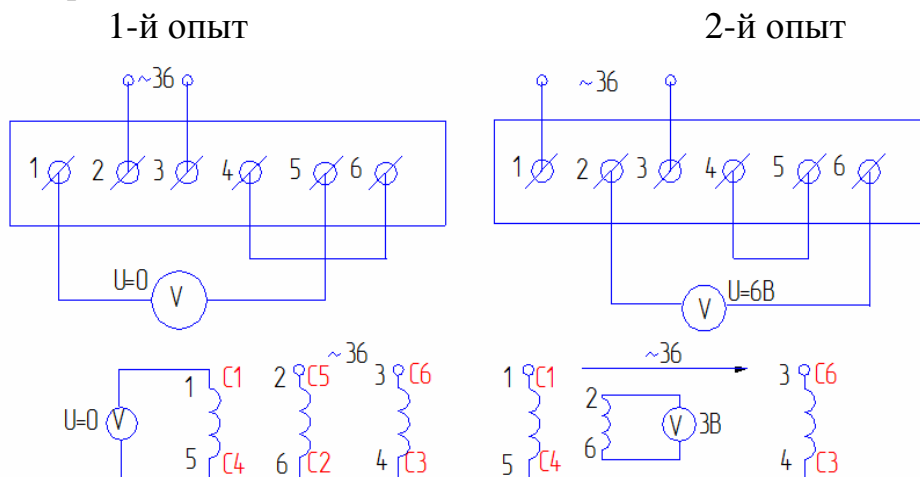 1-й опыт 2-й опыт
~36 ~36
1 2 3 4 5 6 1 2 3 4 5 6
U=0 V V U=6В
~36 ~36
1 C1 2 C5 3 C6 1 C1 3 C6
U=0 V 2 6 V 3В
5 C4 6 C2 4 C3 5 C4 4 C3